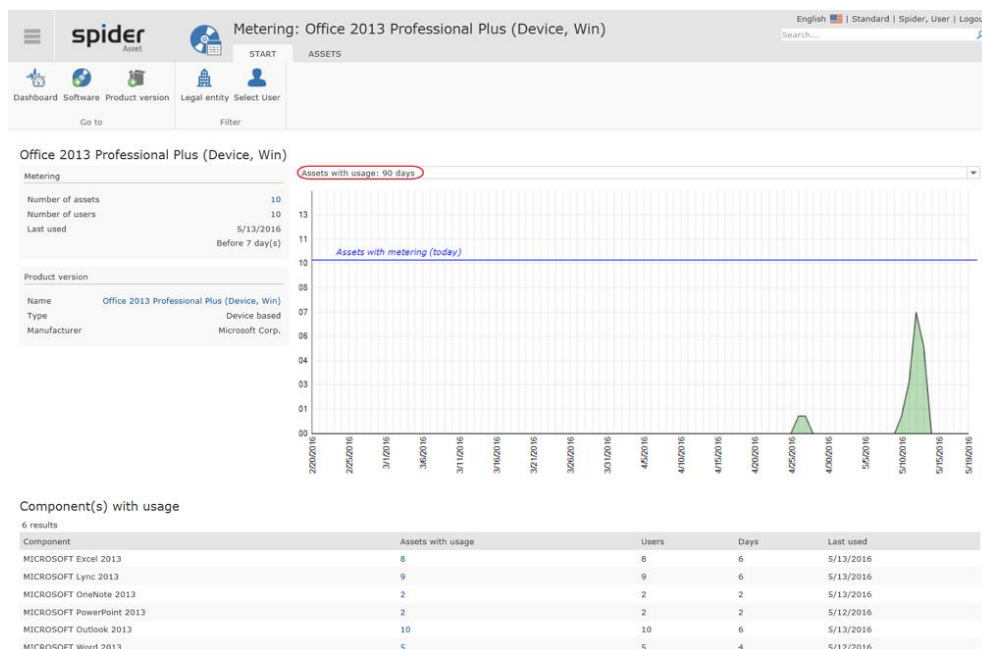 English | Standard | Spider, User | Logou
spider
Asset
Metering: Office 2013 Professional Plus (Device, Win)
Search...
START ASSETS
Dashboard Software Product version Legal entity Select User
Go to Filter
Office 2013 Professional Plus (Device, Win)
Metering
Number of assets 10
Number of users 10
Last used 5/13/2016
Before 7 day(s)
Product version
Name Office 2013 Professional Plus (Device, Win)
Type Device based
Manufacturer Microsoft Corp.
Assets with usage: 90 days
Assets with metering (today)
13
11
10
08
07
06
04
03
01
00
2/20/2016
2/25/2016
3/1/2016
3/6/2016
3/11/2016
3/16/2016
3/21/2016
3/26/2016
3/31/2016
4/5/2016
4/10/2016
4/15/2016
4/20/2016
4/25/2016
4/30/2016
5/5/2016
5/10/2016
5/15/2016
5/19/2016
Component(s) with usage
6 results
Component Assets with usage Users Days Last used
MICROSOFT Excel 2013 8 8 6 5/13/2016
MICROSOFT Lync 2013 9 9 6 5/13/2016
MICROSOFT OneNote 2013 2 2 2 5/13/2016
MICROSOFT PowerPoint 2013 2 2 2 5/12/2016
MICROSOFT Outlook 2013 10 10 6 5/13/2016
MICROSOFT Word 2013 5 5 4 5/12/2016